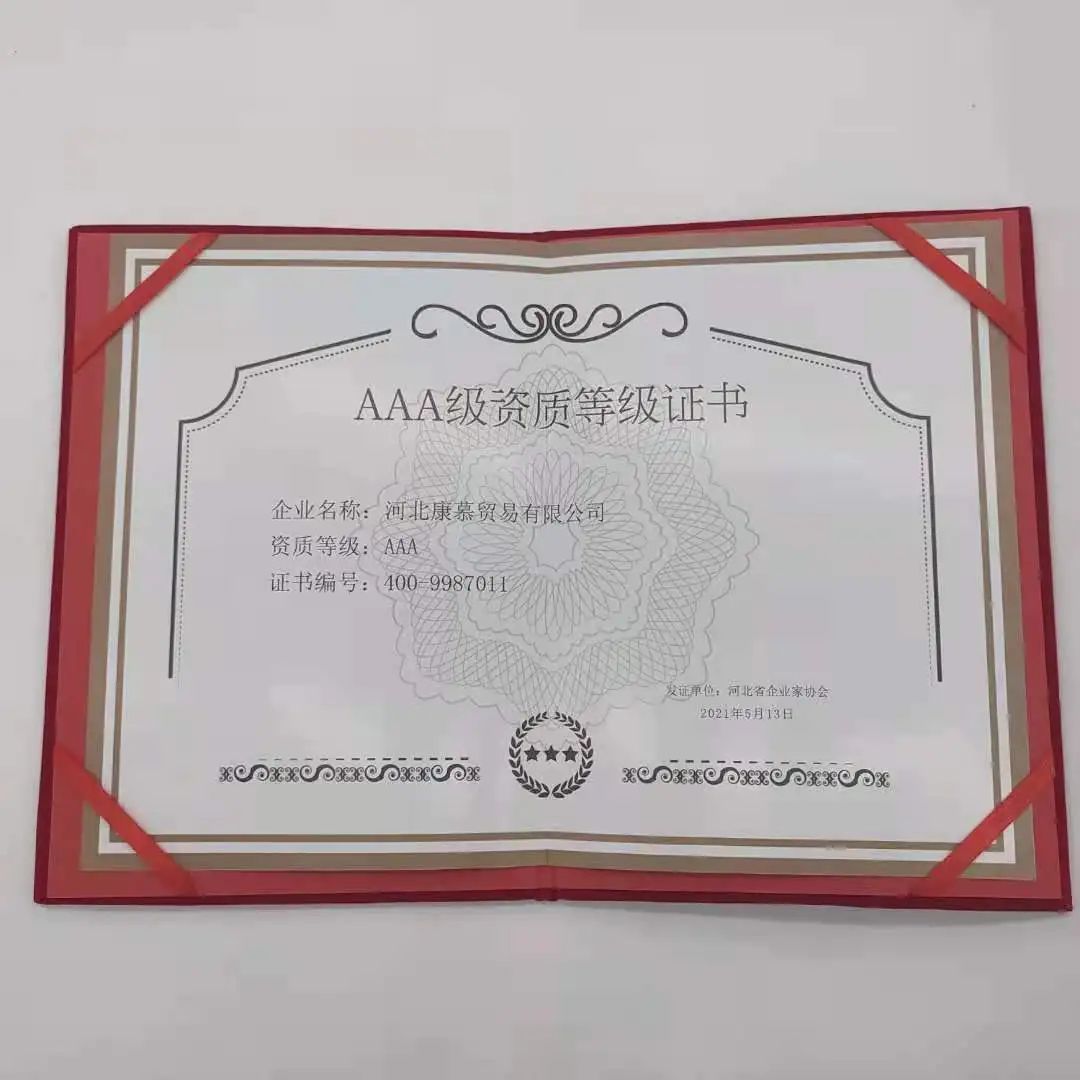 AAA级资质等级证书
企业名称：河北康慕贸易有限公司
资质等级：AAA
证书编号：400-9987011
发证单位：河北省企业家协会
2021年5月13日